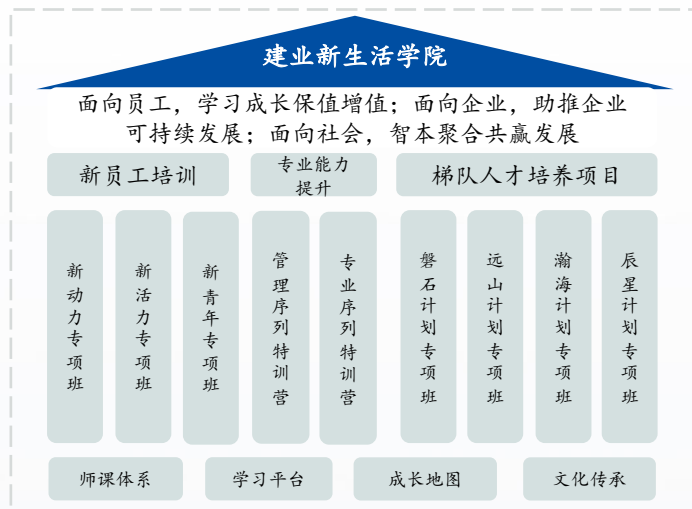 建业新生活学院
面向员工，学习成长保值增值；面向企业，助推企业
可持续发展；面向社会，智本聚合共赢发展
新员工培训
专业能力
提升
梯队人才培养项目
新动力专项班
新活力专项班
新青年专项班
管理序列特训营
专业序列特训营
磐石计划专项班
远山计划专项班
瀚海计划专项班
辰星计划专项班
师课体系
学习平台
成长地图
文化传承